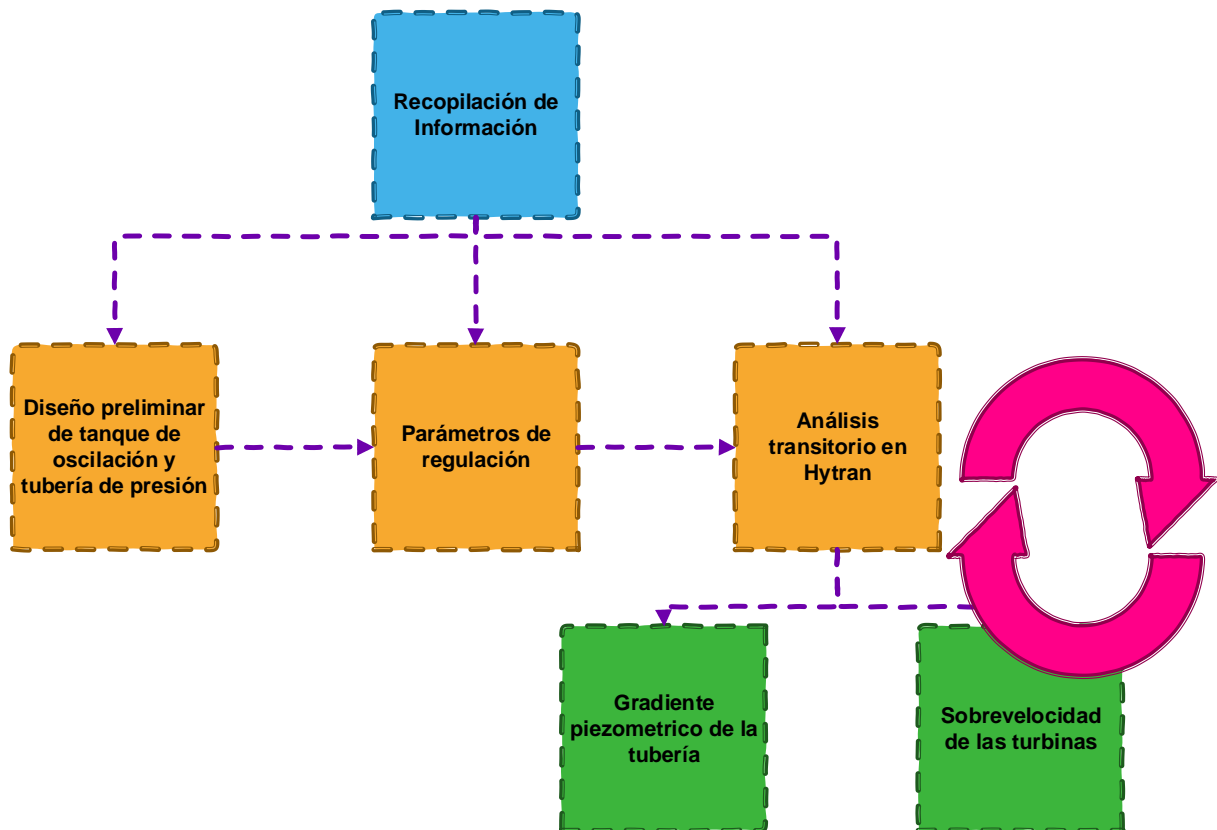 Recopilación de
Información
Diseño preliminar
de tanque de
oscilación y
tubería de presión
Parámetros de
regulación
Análisis
transitorio en
Hytran
Gradiente
piezometrico de la
tubería
Sobrevelocidad
de las turbinas